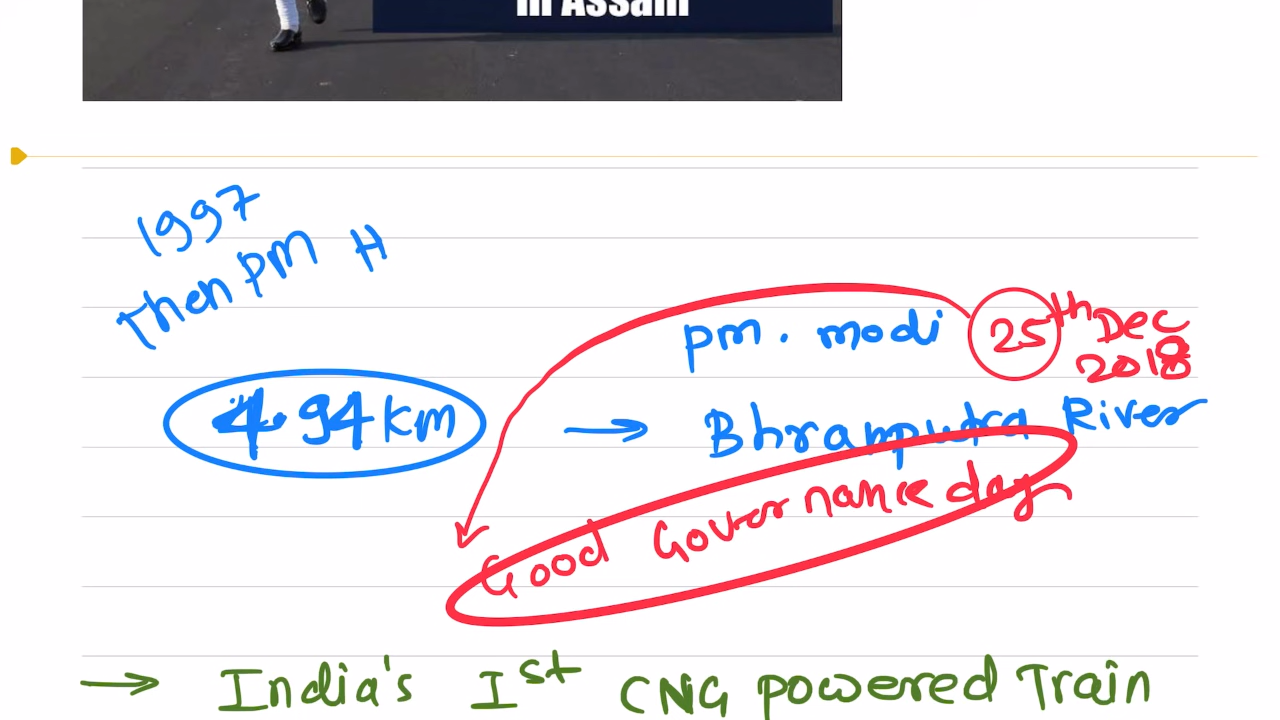 in Assam
1997
then PM H
pm. modi 25th Dec 2018
4.94 km → Bhramputra River
Good Governance day
→ India's Ist CNG powered Train